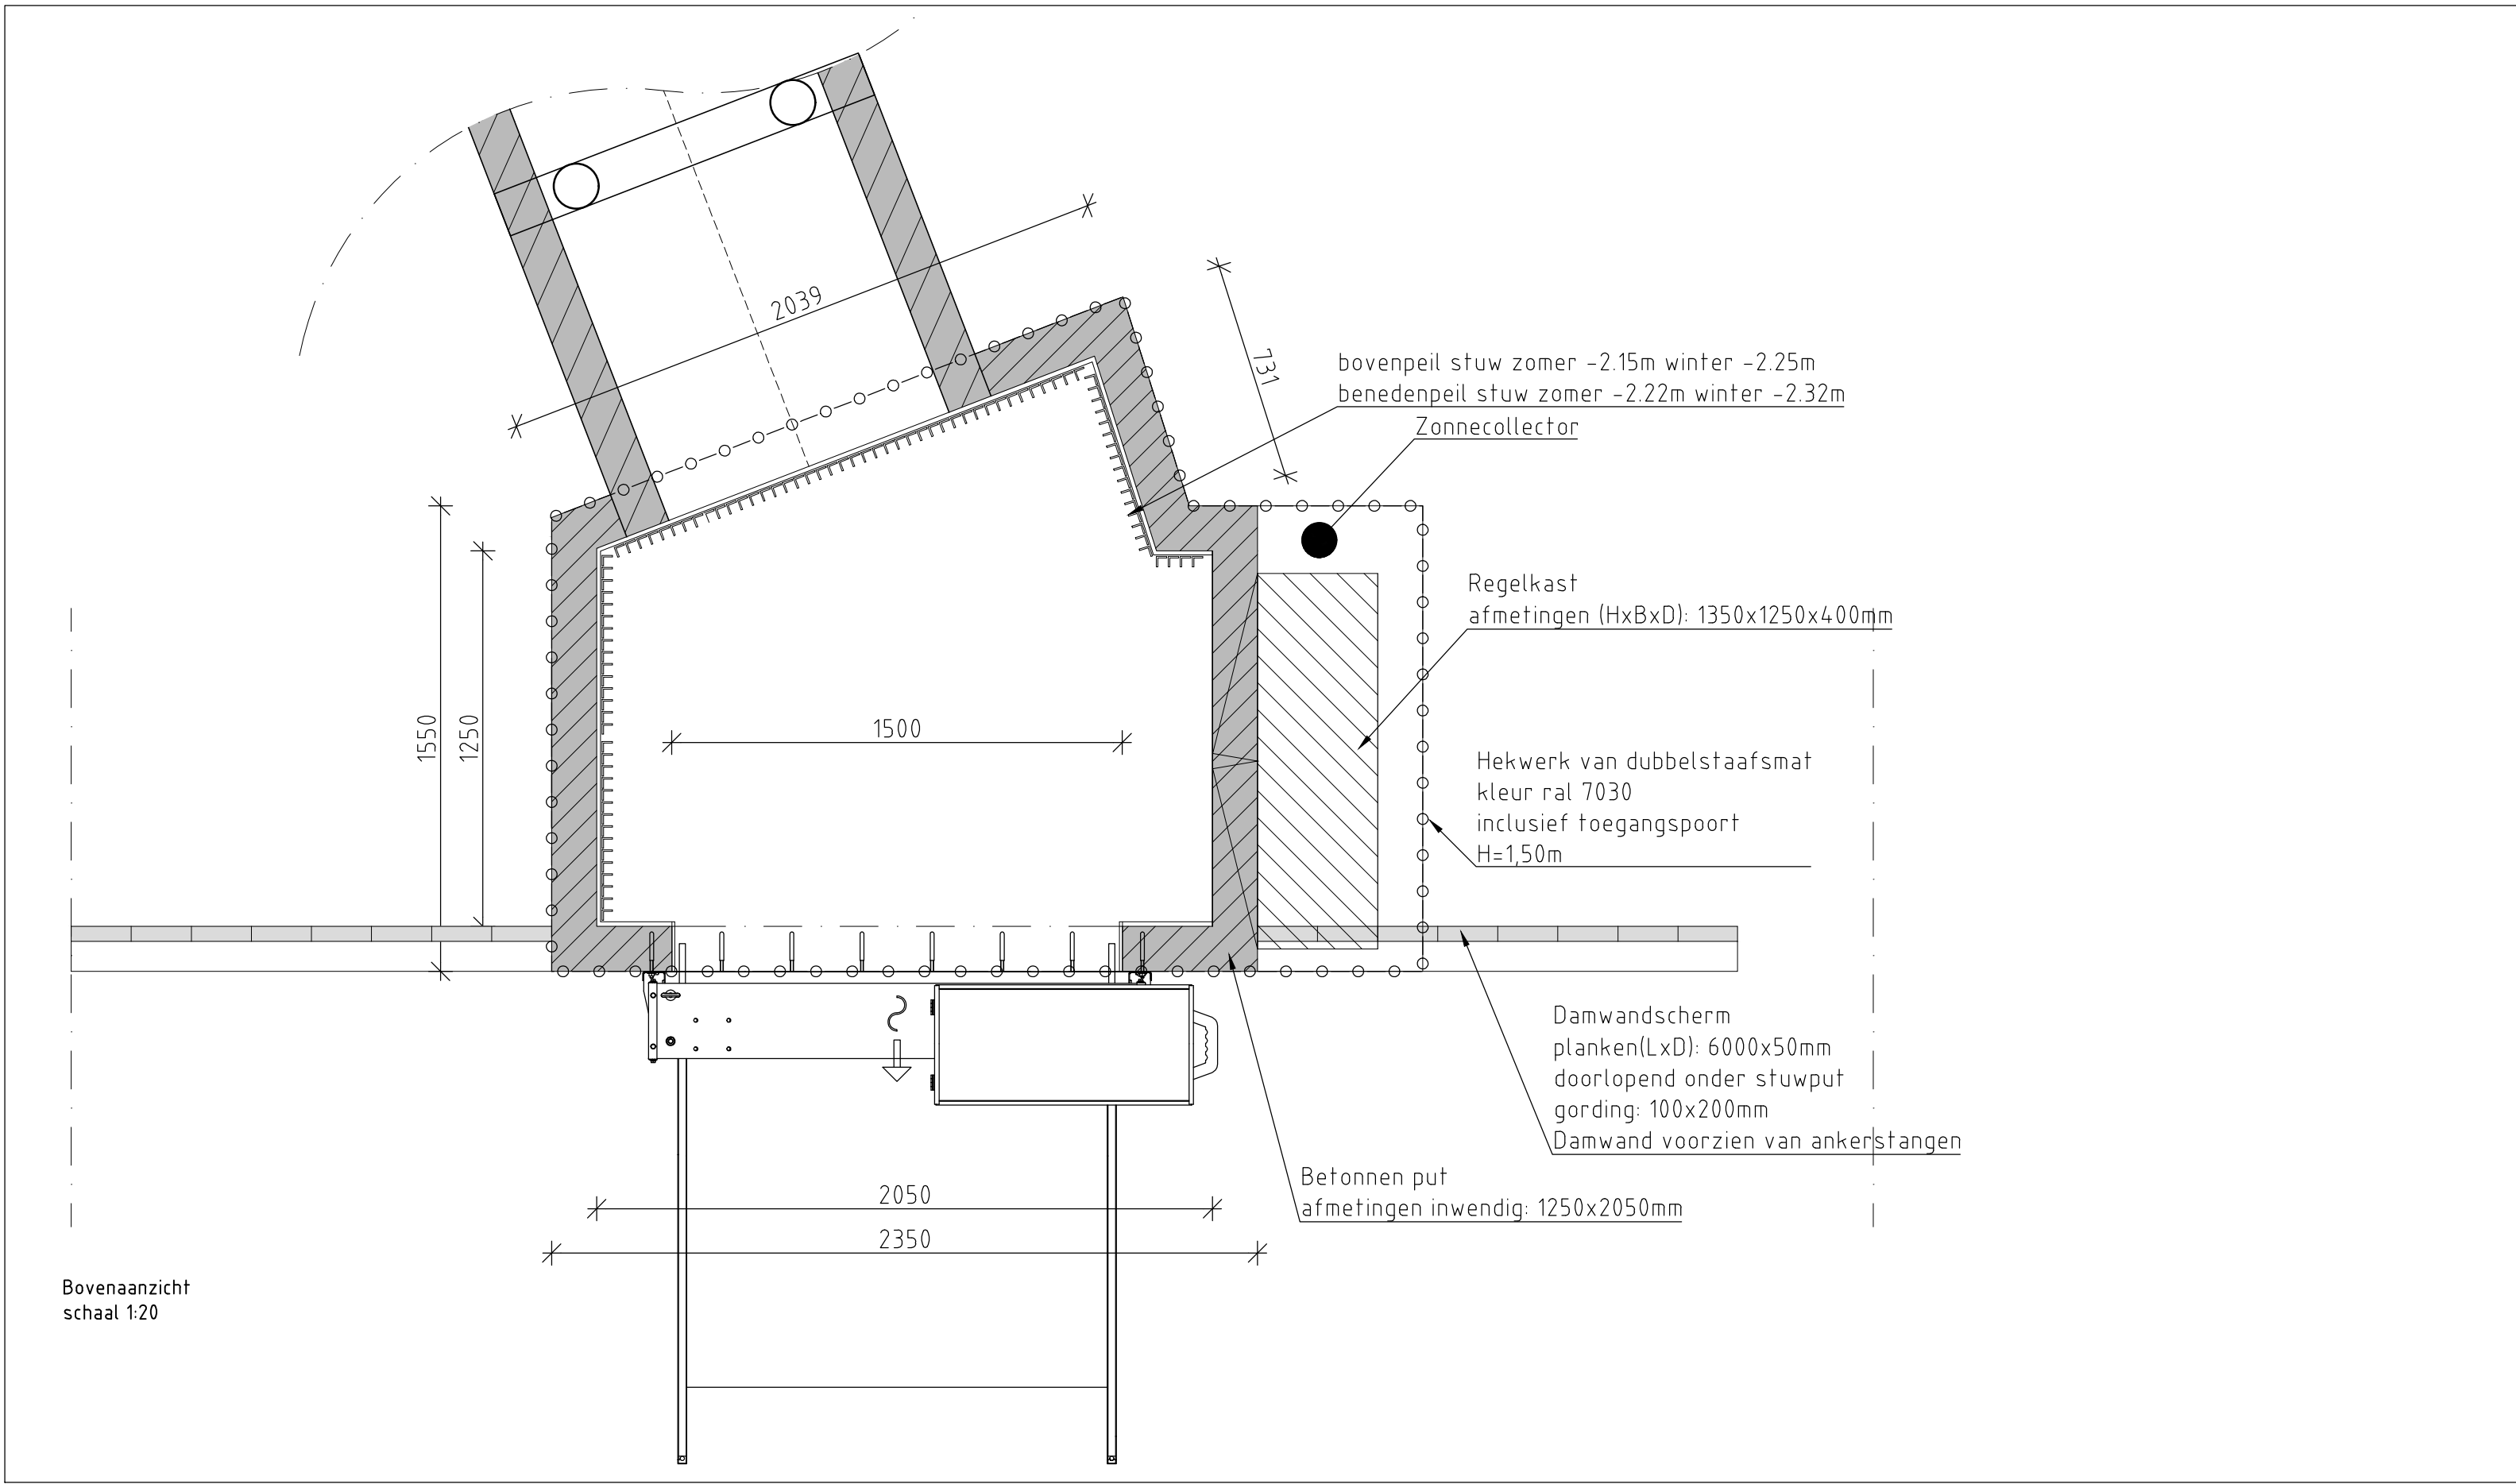 2039
731
bovenpeil stuw zomer -2.15m winter -2.25m
benedenpeil stuw zomer -2.22m winter -2.32m
Zonnecollector
Regelkast
afmetingen (HxBxD): 1350x1250x400mm
1550
1250
1500
Hekwerk van dubbelstaafsmat
kleur ral 7030
inclusief toegangspoort
H=1,50m
Damwandscherm
planken(LxD): 6000x50mm
doorlopend onder stuwput
gording: 100x200mm
Damwand voorzien van ankerstangen
Betonnen put
afmetingen inwendig: 1250x2050mm
2050
2350
Bovenaanzicht
schaal 1:20